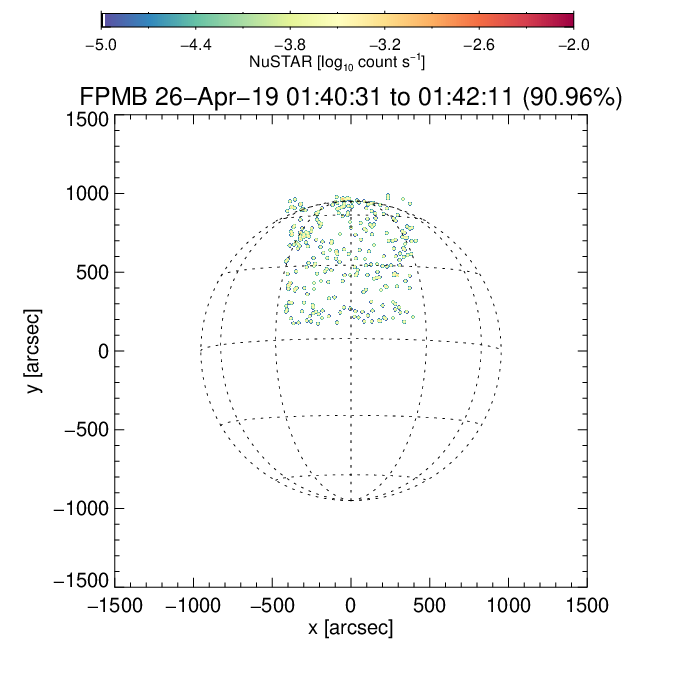 −5.0 −4.4 −3.8 −3.2 −2.6 −2.0
NuSTAR [log₁₀ count s⁻¹]
FPMB 26−Apr−19 01:40:31 to 01:42:11 (90.96%)
1500
1000
500
0
−500
−1000
−1500
y [arcsec]
−1500 −1000 −500 0 500 1000 1500
x [arcsec]